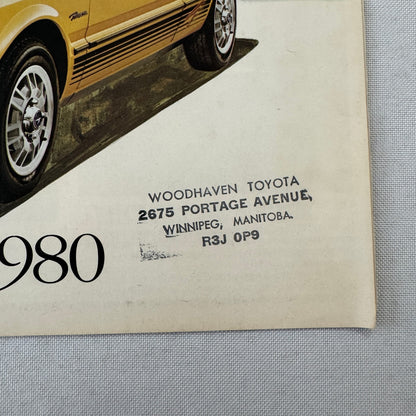 WOODHAVEN TOYOTA
2675 PORTAGE AVENUE,
WINNIPEG, MANITOBA.
R3J 0P9
980